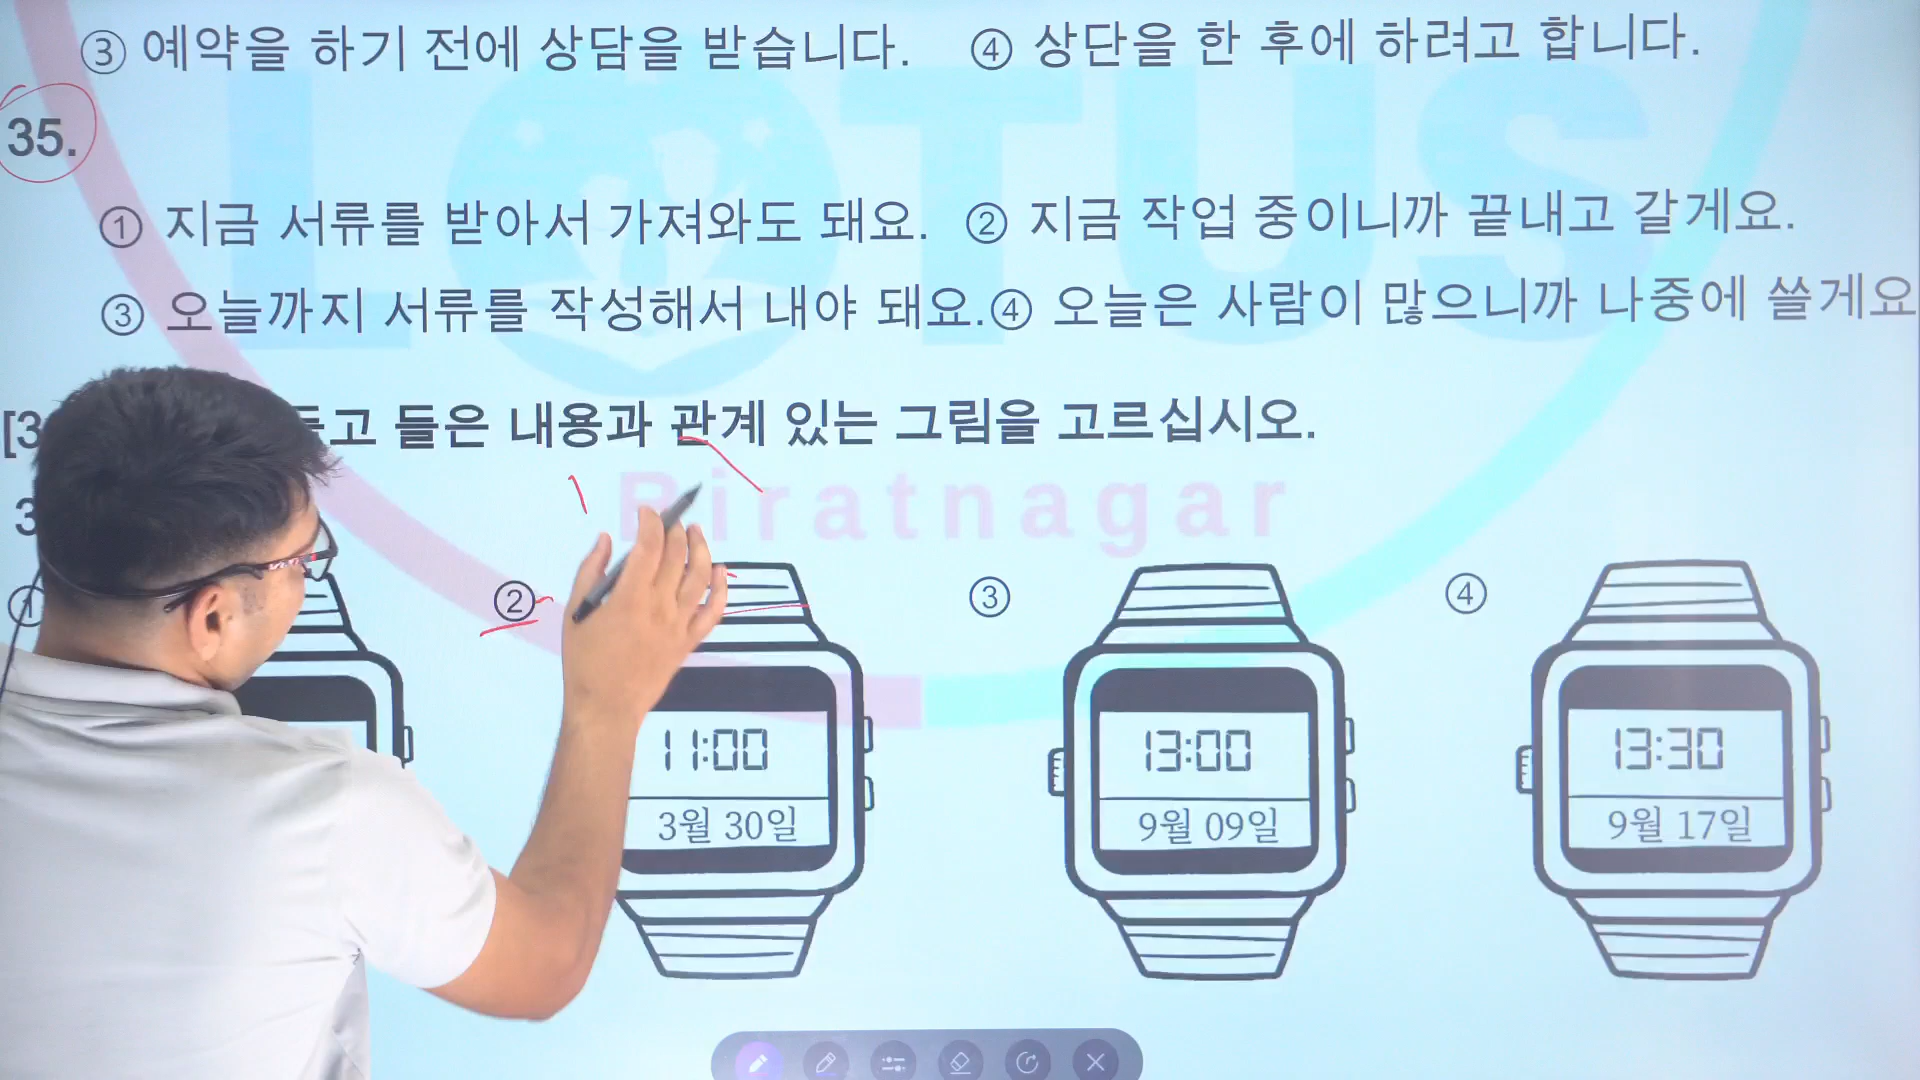 ③ 예약을 하기 전에 상담을 받습니다. ④ 상단을 한 후에 하려고 합니다.
35.
① 지금 서류를 받아서 가져와도 돼요. ② 지금 작업 중이니까 끝내고 갈게요.
③ 오늘까지 서류를 작성해서 내야 돼요. ④ 오늘은 사람이 많으니까 나중에 쓸게요
[3 듣고 들은 내용과 관계 있는 그림을 고르십시오.
3
① ② ③ ④
11:00 13:00 13:30
3월 30일 9월 09일 9월 17일
LOTUS
Biratnagar